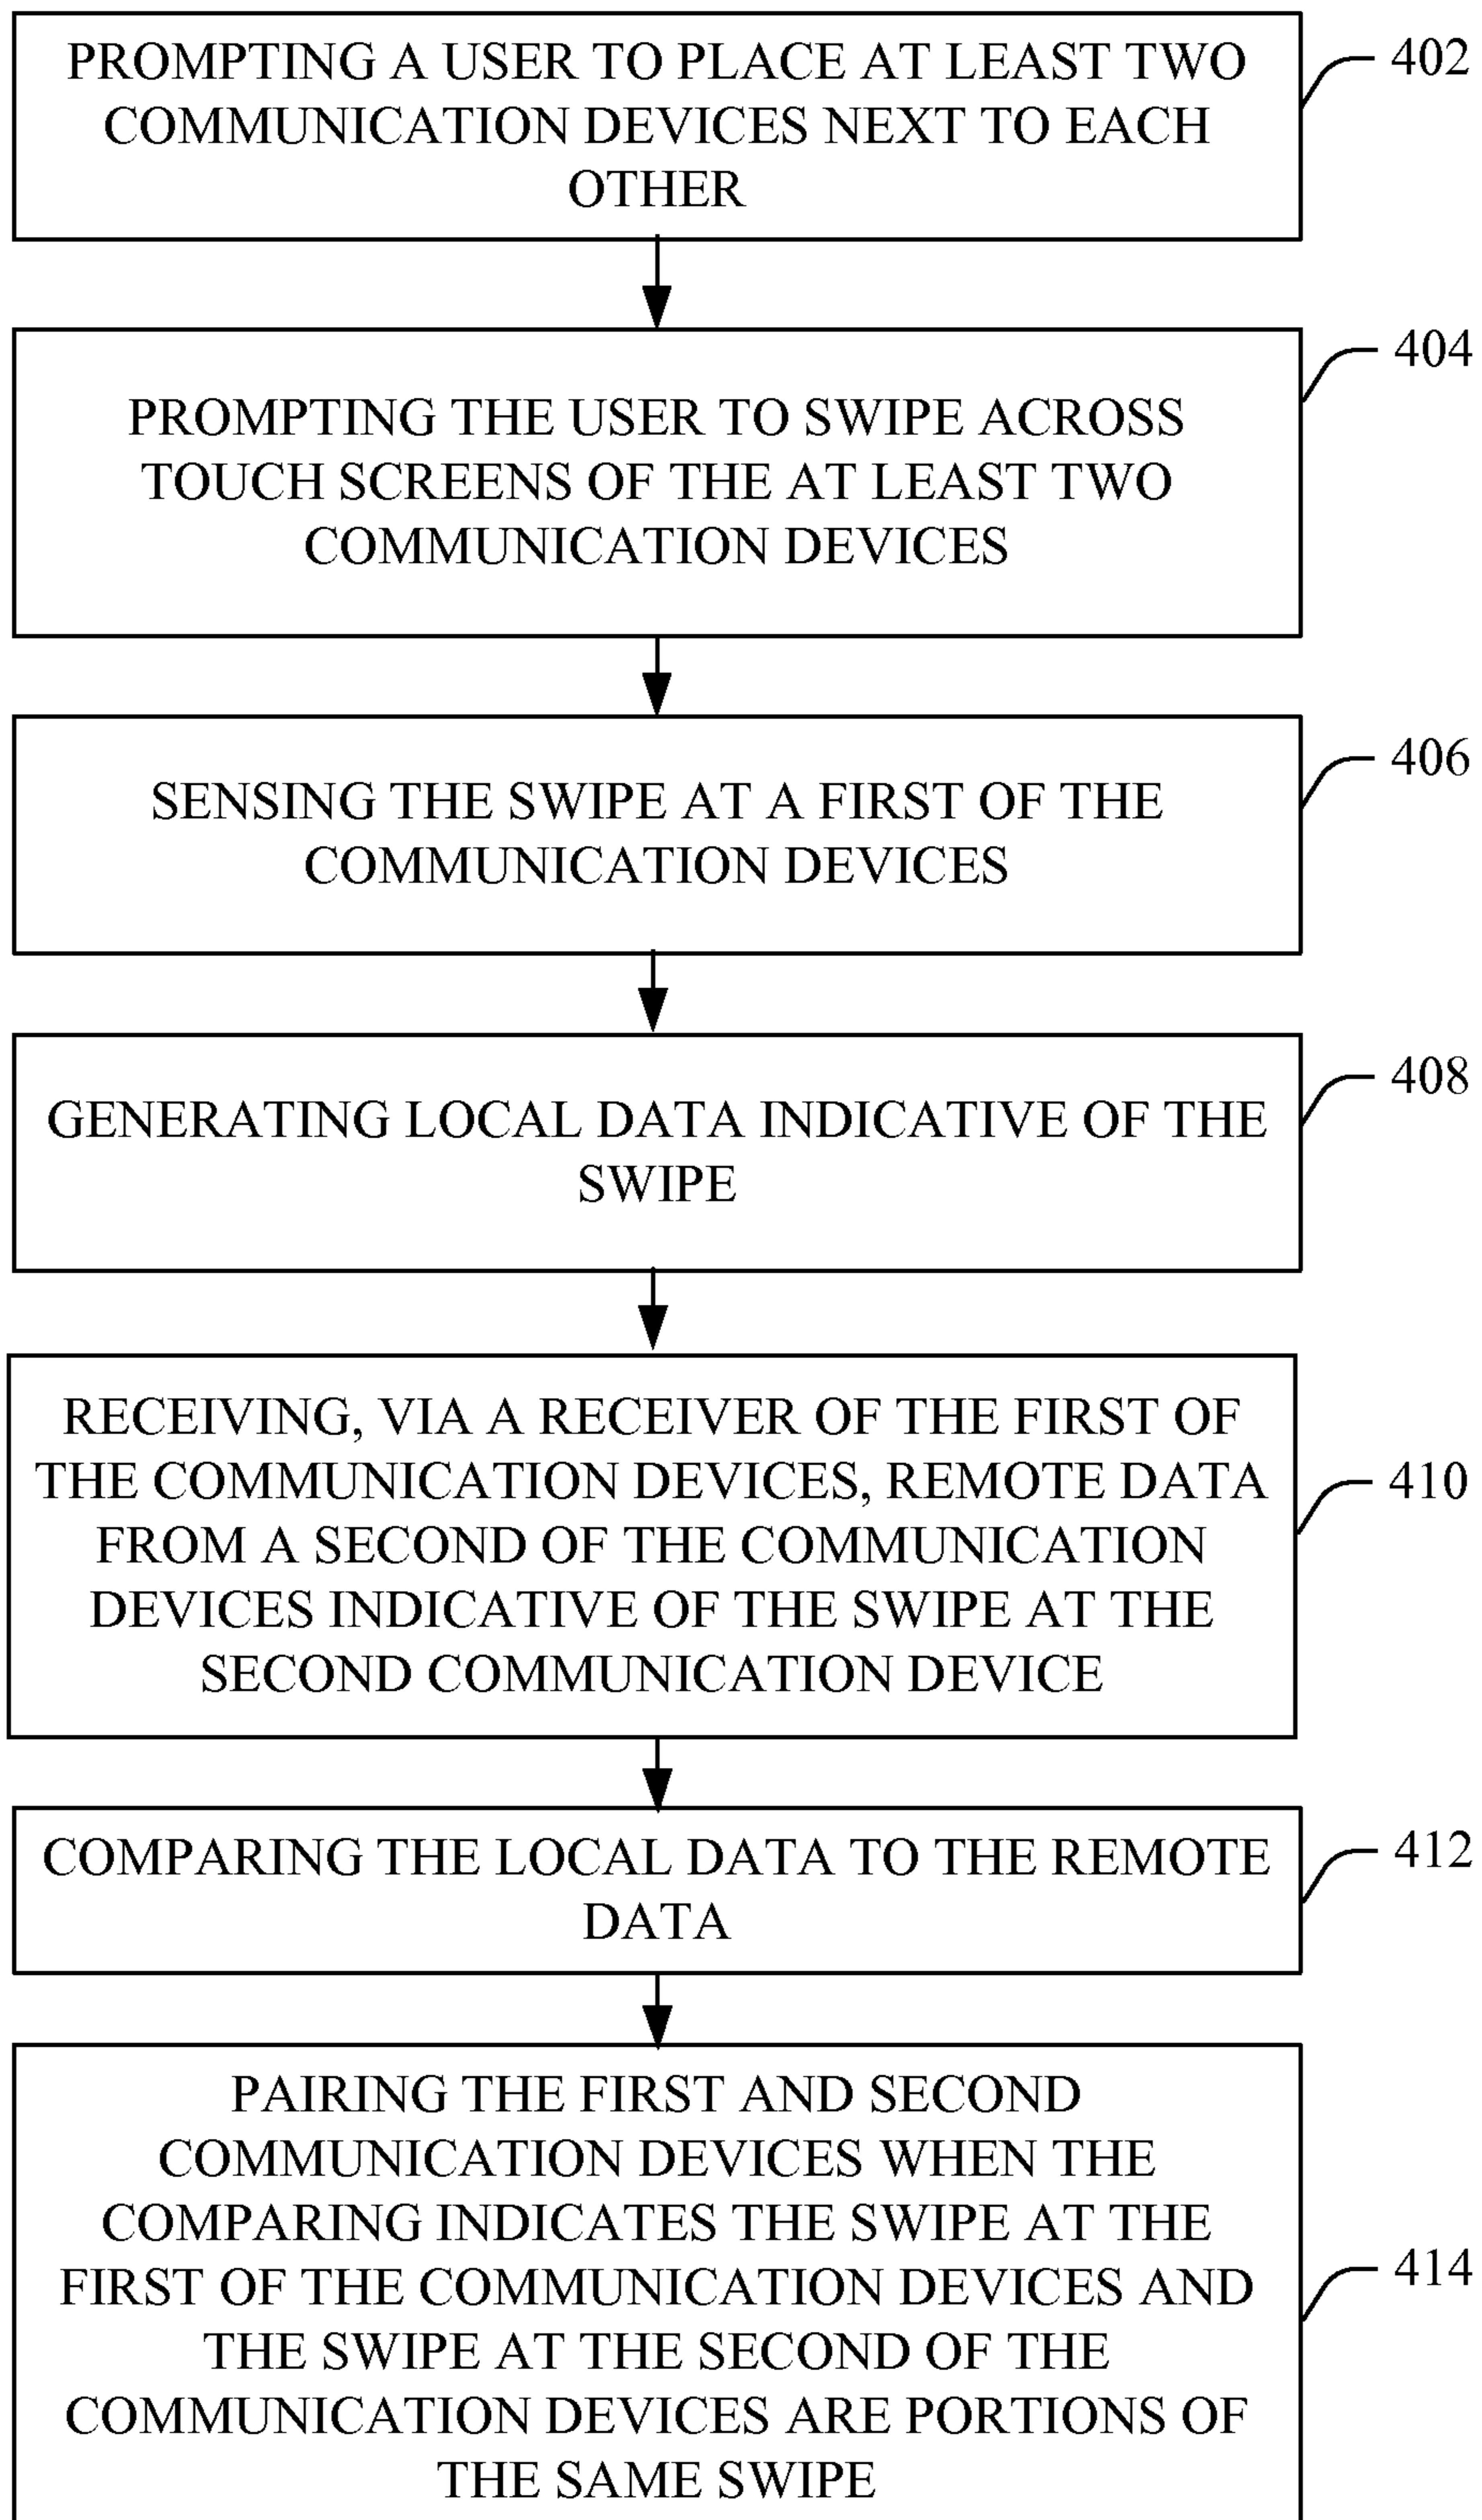 PROMPTING A USER TO PLACE AT LEAST TWO
COMMUNICATION DEVICES NEXT TO EACH
OTHER
402
PROMPTING THE USER TO SWIPE ACROSS
TOUCH SCREENS OF THE AT LEAST TWO
COMMUNICATION DEVICES
404
SENSING THE SWIPE AT A FIRST OF THE
COMMUNICATION DEVICES
406
GENERATING LOCAL DATA INDICATIVE OF THE
SWIPE
408
RECEIVING, VIA A RECEIVER OF THE FIRST OF
THE COMMUNICATION DEVICES, REMOTE DATA
FROM A SECOND OF THE COMMUNICATION
DEVICES INDICATIVE OF THE SWIPE AT THE
SECOND COMMUNICATION DEVICE
410
COMPARING THE LOCAL DATA TO THE REMOTE
DATA
412
PAIRING THE FIRST AND SECOND
COMMUNICATION DEVICES WHEN THE
COMPARING INDICATES THE SWIPE AT THE
FIRST OF THE COMMUNICATION DEVICES AND
THE SWIPE AT THE SECOND OF THE
COMMUNICATION DEVICES ARE PORTIONS OF
THE SAME SWIPE
414